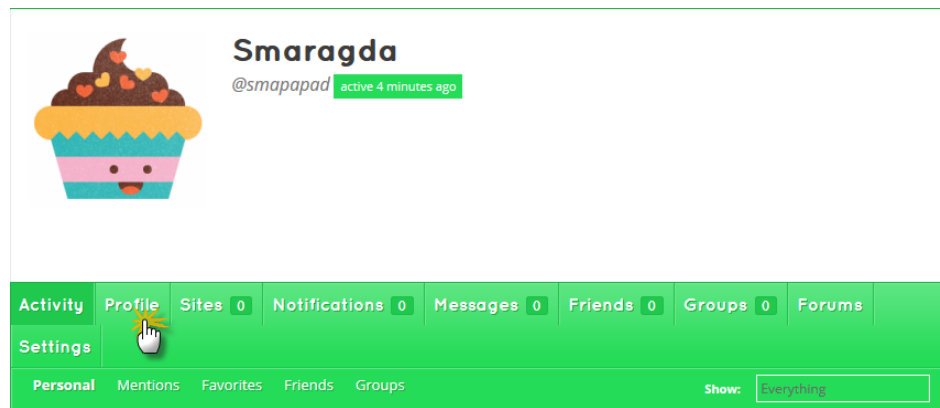 Smaragda
@smapapad active 4 minutes ago
Activity Profile Sites 0 Notifications 0 Messages 0 Friends 0 Groups 0 Forums
Settings
Personal Mentions Favorites Friends Groups Show: Everything